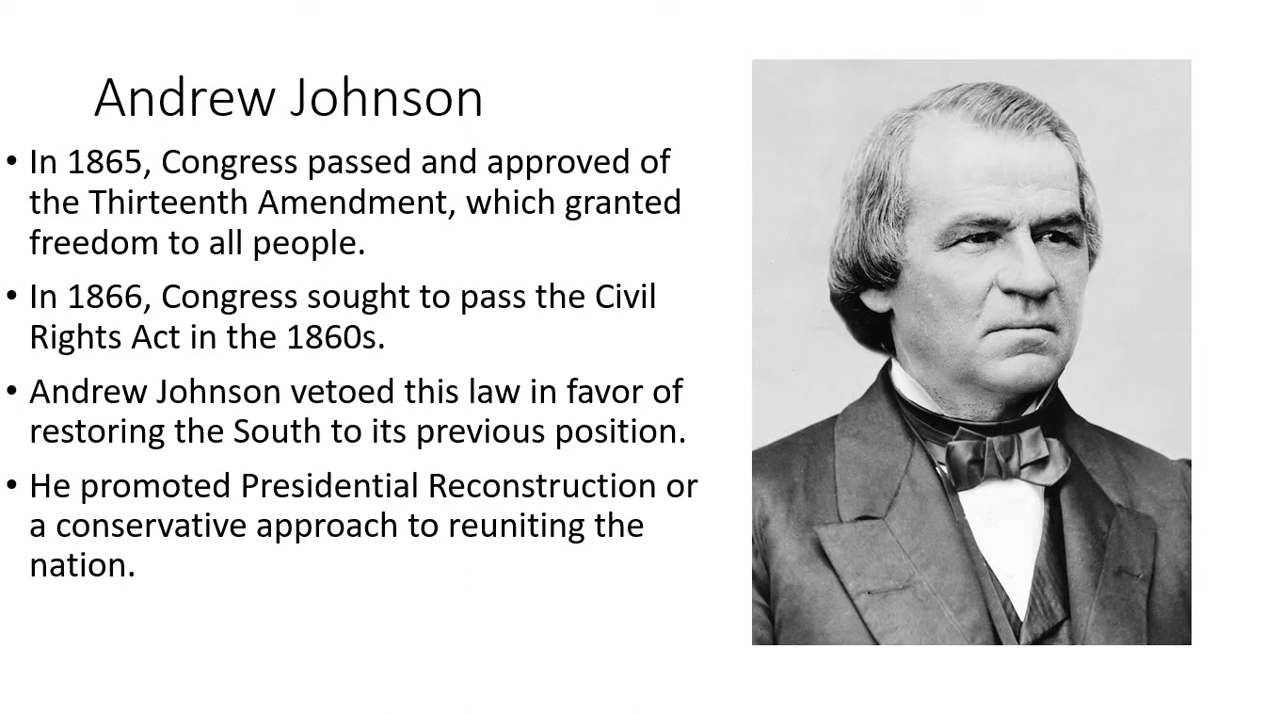 Andrew Johnson
• In 1865, Congress passed and approved of
the Thirteenth Amendment, which granted
freedom to all people.
• In 1866, Congress sought to pass the Civil
Rights Act in the 1860s.
• Andrew Johnson vetoed this law in favor of
restoring the South to its previous position.
• He promoted Presidential Reconstruction or
a conservative approach to reuniting the
nation.